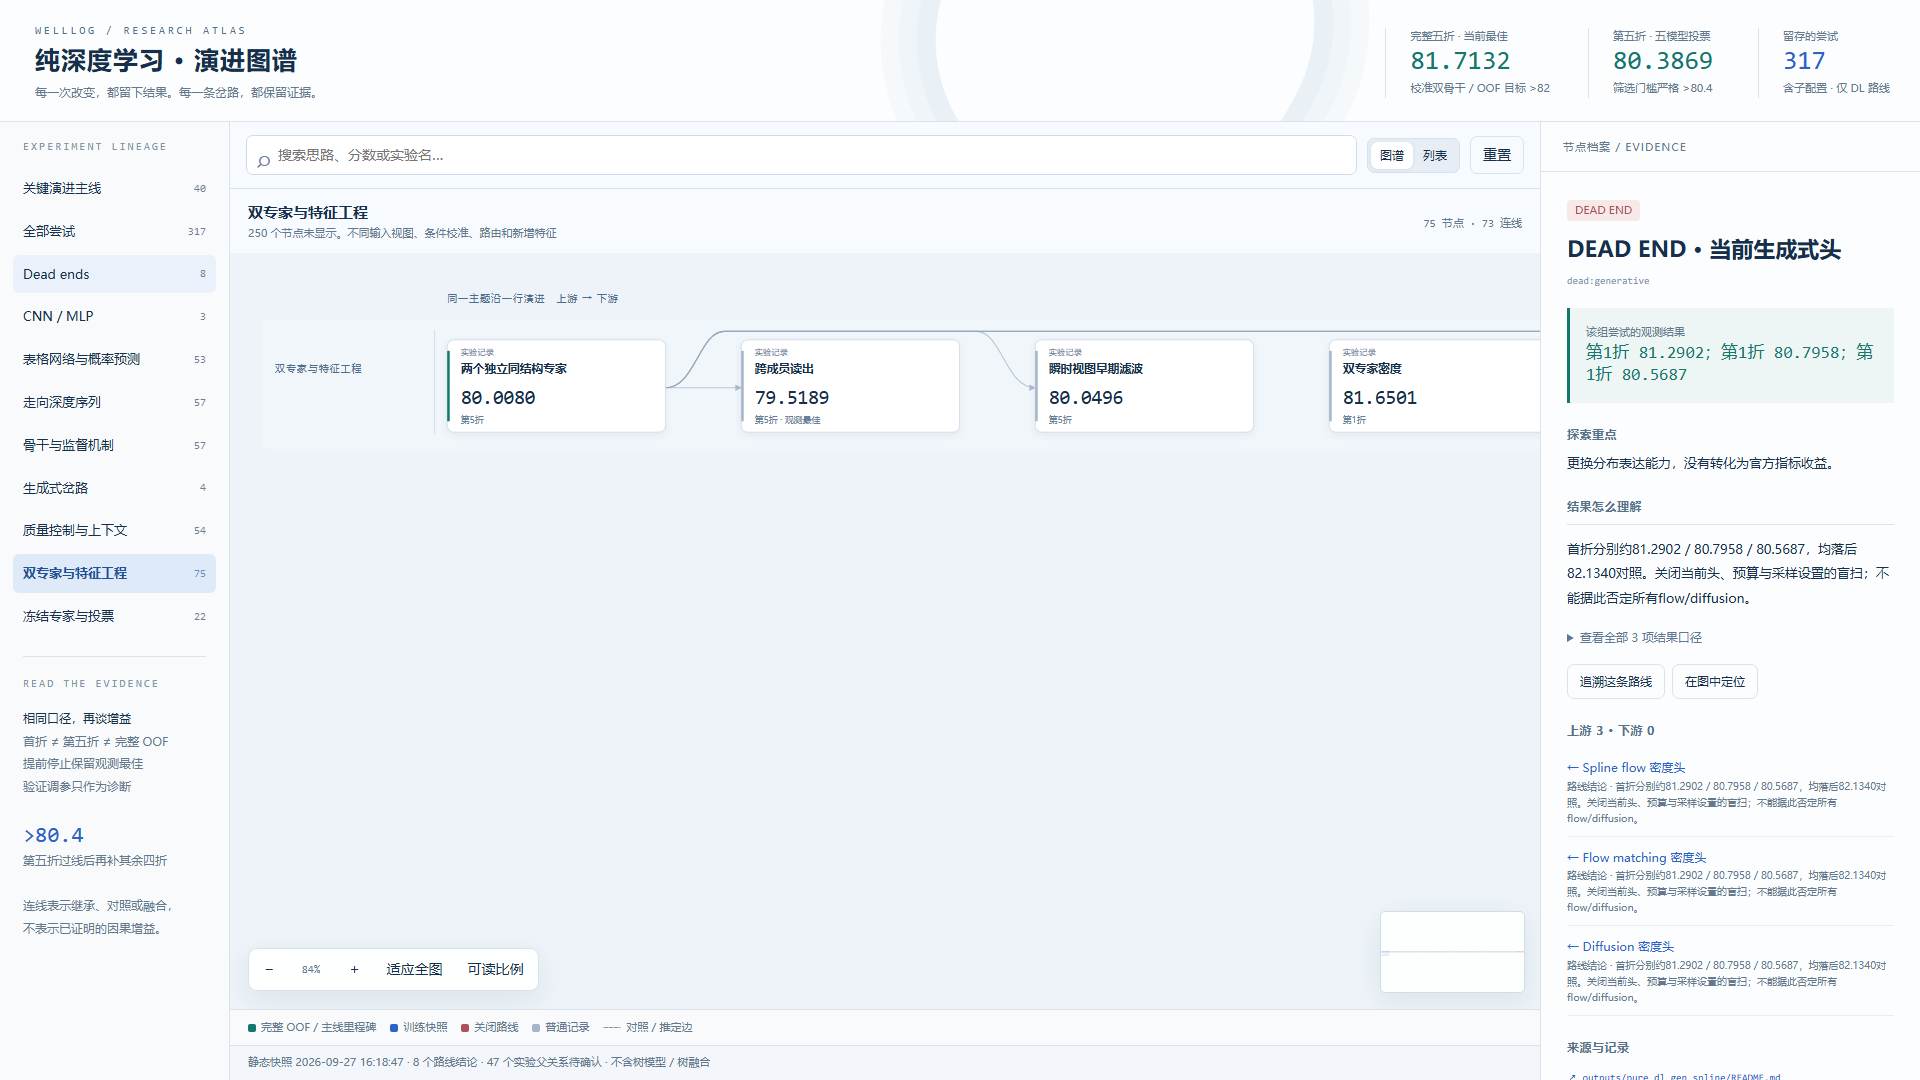 WELLLOG / RESEARCH ATLAS
纯深度学习 · 演进图谱
每一次改变，都留下结果。每一条岔路，都保留证据。
完整五折 · 当前最佳
81.7132
校准双骨干 / OOF 目标 >82
第五折 · 五模型投票
80.3869
筛选门槛严格 >80.4
留存的尝试
317
含子配置 · 仅 DL 路线
EXPERIMENT LINEAGE
关键演进主线 40
全部尝试 317
Dead ends 8
CNN / MLP 3
表格网络与概率预测 53
走向深度序列 57
骨干与监督机制 57
生成式岔路 4
质量控制与上下文 54
双专家与特征工程 75
冻结专家与投票 22
READ THE EVIDENCE
相同口径，再谈增益
首折 ≠ 第五折 ≠ 完整 OOF
提前停止保留观测最佳
验证调参只作为诊断
>80.4
第五折过线后再补其余四折
连线表示继承、对照或融合，
不表示已证明的因果增益。
搜索思路、分数或实验名...
图谱 列表 重置
双专家与特征工程
250 个节点未显示。不同输入视图、条件校准、路由和新增特征
75 节点 · 73 连线
同一主题沿一行演进 上游 → 下游
双专家与特征工程
实验记录
两个独立同结构专家
80.0080
第5折
实验记录
跨成员读出
79.5189
第5折 · 观测最佳
实验记录
瞬时视图早期滤波
80.0496
第5折
实验记录
双专家密度
81.6501
第1折
− 84% + 适应全图 可读比例
完整 OOF / 主线里程碑 训练快照 关闭路线 普通记录 对照 / 推定边
静态快照 2026-09-27 16:18:47 · 8 个路线结论 · 47 个实验父关系待确认 · 不含树模型 / 树融合
节点档案 / EVIDENCE
DEAD END
DEAD END · 当前生成式头
dead:generative
该组尝试的观测结果
第1折 81.2902；第1折 80.7958；第
1折 80.5687
探索重点
更换分布表达能力，没有转化为官方指标收益。
结果怎么理解
首折分别约81.2902 / 80.7958 / 80.5687，均落后
82.1340对照。关闭当前头、预算与采样设置的盲扫；不
能据此否定所有flow/diffusion。
▶ 查看全部 3 项结果口径
追溯这条路线 在图中定位
上游 3 · 下游 0
← Spline flow 密度头
路线结论 · 首折分别约81.2902 / 80.7958 / 80.5687，均落后82.1340对
照。关闭当前头、预算与采样设置的盲扫；不能据此否定所有
flow/diffusion。
← Flow matching 密度头
路线结论 · 首折分别约81.2902 / 80.7958 / 80.5687，均落后82.1340对
照。关闭当前头、预算与采样设置的盲扫；不能据此否定所有
flow/diffusion。
← Diffusion 密度头
路线结论 · 首折分别约81.2902 / 80.7958 / 80.5687，均落后82.1340对
照。关闭当前头、预算与采样设置的盲扫；不能据此否定所有
flow/diffusion。
来源与记录
↗ outputs/pure_dl_gen_spline/README.md